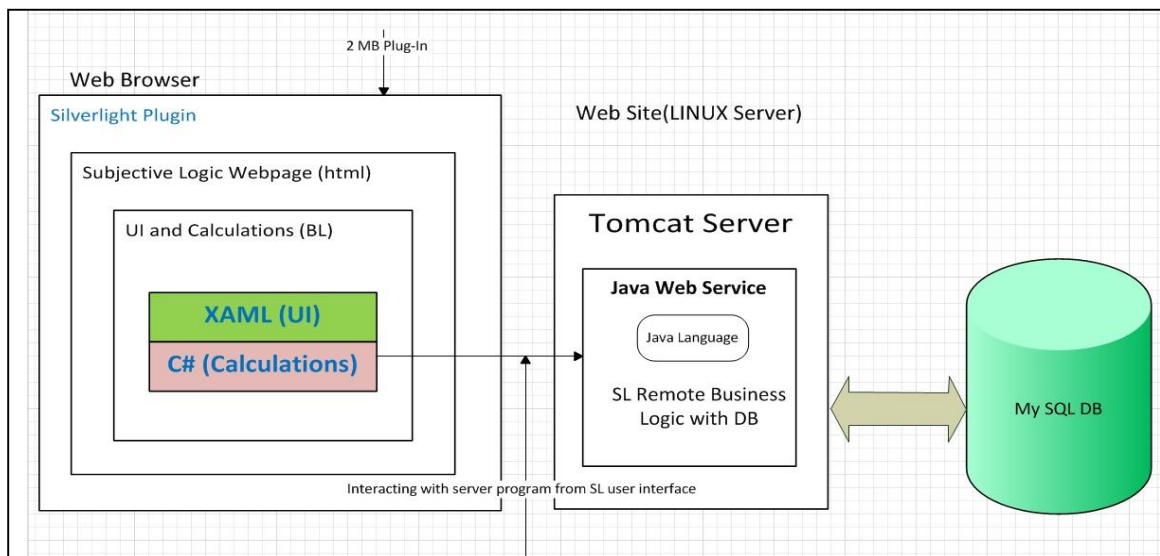 2 MB Plug-In
Web Browser
Silverlight Plugin
Subjective Logic Webpage (html)
UI and Calculations (BL)
XAML (UI)
C# (Calculations)
Interacting with server program from SL user interface
Web Site(LINUX Server)
Tomcat Server
Java Web Service
Java Language
SL Remote Business
Logic with DB
My SQL DB